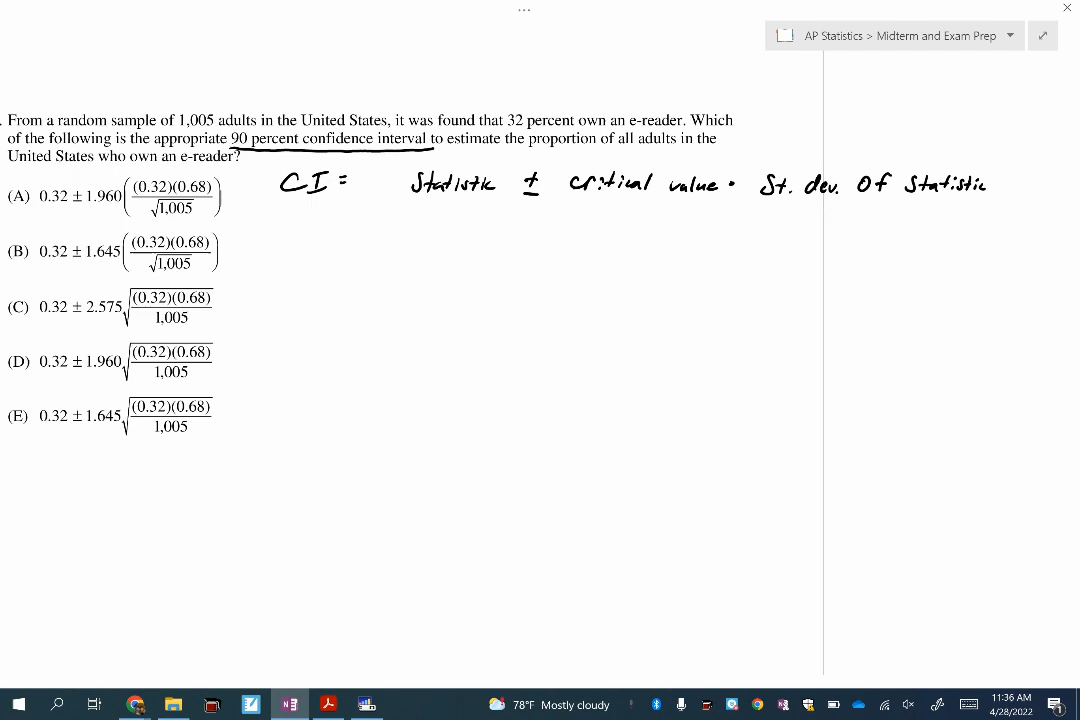 ...
AP Statistics > Midterm and Exam Prep
. From a random sample of 1,005 adults in the United States, it was found that 32 percent own an e-reader. Which
of the following is the appropriate 90 percent confidence interval to estimate the proportion of all adults in the
United States who own an e-reader?
CI = Statistic ± critical value · St. dev. of statistic
(A) 0.32 ± 1.960 ( (0.32)(0.68) / √1,005 )
(B) 0.32 ± 1.645 ( (0.32)(0.68) / √1,005 )
(C) 0.32 ± 2.575 √( (0.32)(0.68) / 1,005 )
(D) 0.32 ± 1.960 √( (0.32)(0.68) / 1,005 )
(E) 0.32 ± 1.645 √( (0.32)(0.68) / 1,005 )
78°F Mostly cloudy
11:36 AM
4/28/2022